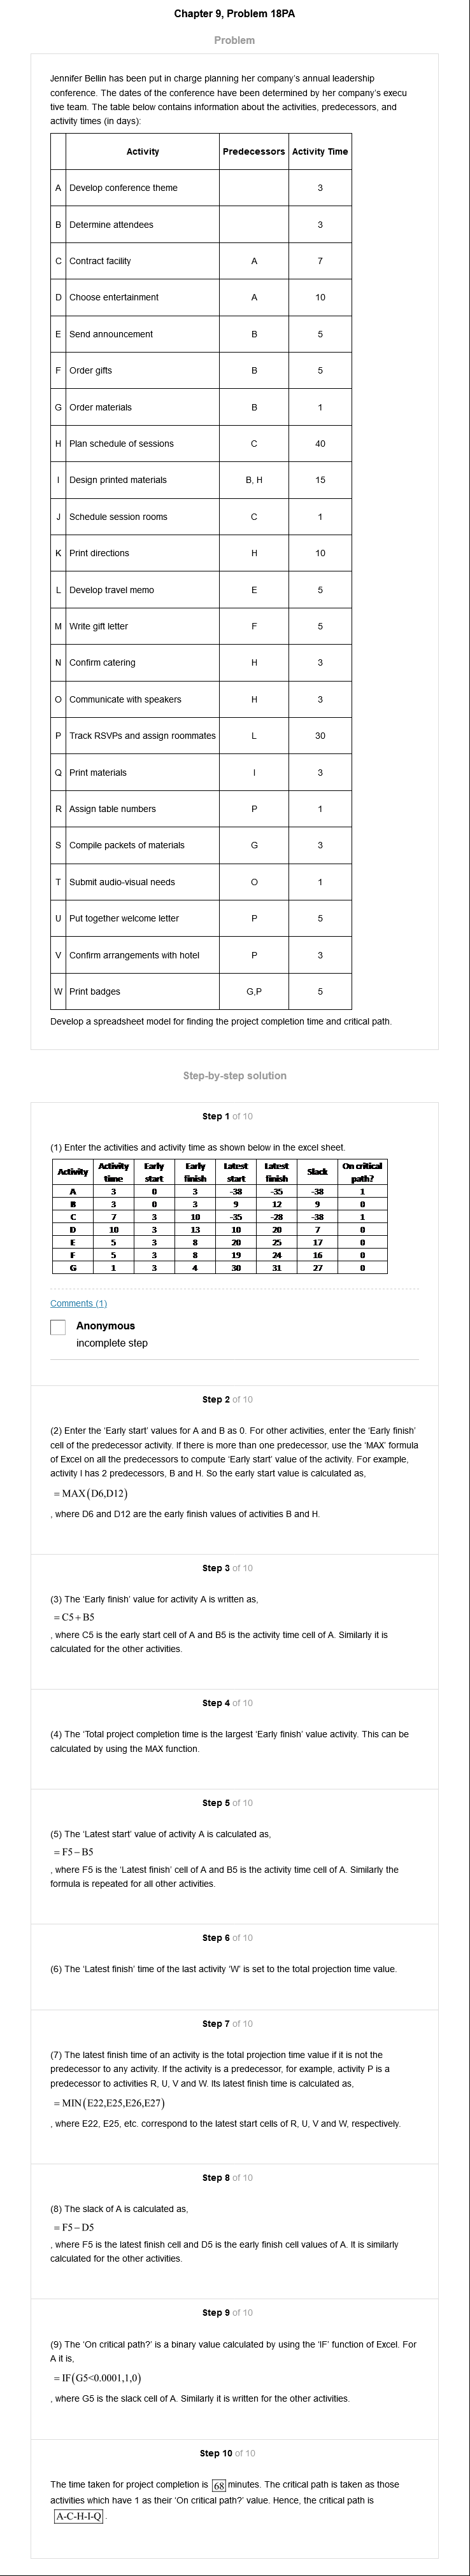 Chapter 9, Problem 18PA
Problem
Jennifer Bellin has been put in charge planning her company's annual leadership
conference. The dates of the conference have been determined by her company's execu
tive team. The table below contains information about the activities, predecessors, and
activity times (in days):
Activity Predecessors Activity Time
A Develop conference theme 3
B Determine attendees 3
C Contract facility A 7
D Choose entertainment A 10
E Send announcement B 5
F Order gifts B 5
G Order materials B 1
H Plan schedule of sessions C 40
I Design printed materials B, H 15
J Schedule session rooms C 1
K Print directions H 10
L Develop travel memo E 5
M Write gift letter F 5
N Confirm catering H 3
O Communicate with speakers H 3
P Track RSVPs and assign roommates L 30
Q Print materials I 3
R Assign table numbers P 1
S Compile packets of materials G 3
T Submit audio-visual needs O 1
U Put together welcome letter P 5
V Confirm arrangements with hotel P 3
W Print badges G,P 5
Develop a spreadsheet model for finding the project completion time and critical path.
Step-by-step solution
Step 1 of 10
(1) Enter the activities and activity time as shown below in the excel sheet.
Activity Activity time Early start Early finish Latest start Latest finish Slack On critical path?
A 3 0 3 -38 -35 -38 1
B 3 0 3 9 12 9 0
C 7 3 10 -35 -28 -38 1
D 10 3 13 10 20 7 0
E 5 3 8 20 25 17 0
F 5 3 8 19 24 16 0
G 1 3 4 30 31 27 0
Comments (1)
Anonymous
incomplete step
Step 2 of 10
(2) Enter the 'Early start' values for A and B as 0. For other activities, enter the 'Early finish'
cell of the predecessor activity. If there is more than one predecessor, use the 'MAX' formula
of Excel on all the predecessors to compute 'Early start' value of the activity. For example,
activity I has 2 predecessors, B and H. So the early start value is calculated as,
= MAX(D6,D12)
, where D6 and D12 are the early finish values of activities B and H.
Step 3 of 10
(3) The 'Early finish' value for activity A is written as,
= C5 + B5
, where C5 is the early start cell of A and B5 is the activity time cell of A. Similarly it is
calculated for the other activities.
Step 4 of 10
(4) The 'Total project completion time is the largest 'Early finish' value activity. This can be
calculated by using the MAX function.
Step 5 of 10
(5) The 'Latest start' value of activity A is calculated as,
= F5 − B5
, where F5 is the 'Latest finish' cell of A and B5 is the activity time cell of A. Similarly the
formula is repeated for all other activities.
Step 6 of 10
(6) The 'Latest finish' time of the last activity 'W' is set to the total projection time value.
Step 7 of 10
(7) The latest finish time of an activity is the total projection time value if it is not the
predecessor to any activity. If the activity is a predecessor, for example, activity P is a
predecessor to activities R, U, V and W. Its latest finish time is calculated as,
= MIN(E22,E25,E26,E27)
, where E22, E25, etc. correspond to the latest start cells of R, U, V and W, respectively.
Step 8 of 10
(8) The slack of A is calculated as,
= F5 − D5
, where F5 is the latest finish cell and D5 is the early finish cell values of A. It is similarly
calculated for the other activities.
Step 9 of 10
(9) The 'On critical path?' is a binary value calculated by using the 'IF' function of Excel. For
A it is,
= IF(G5<0.0001,1,0)
, where G5 is the slack cell of A. Similarly it is written for the other activities.
Step 10 of 10
The time taken for project completion is 68 minutes. The critical path is taken as those
activities which have 1 as their 'On critical path?' value. Hence, the critical path is
A-C-H-I-Q.